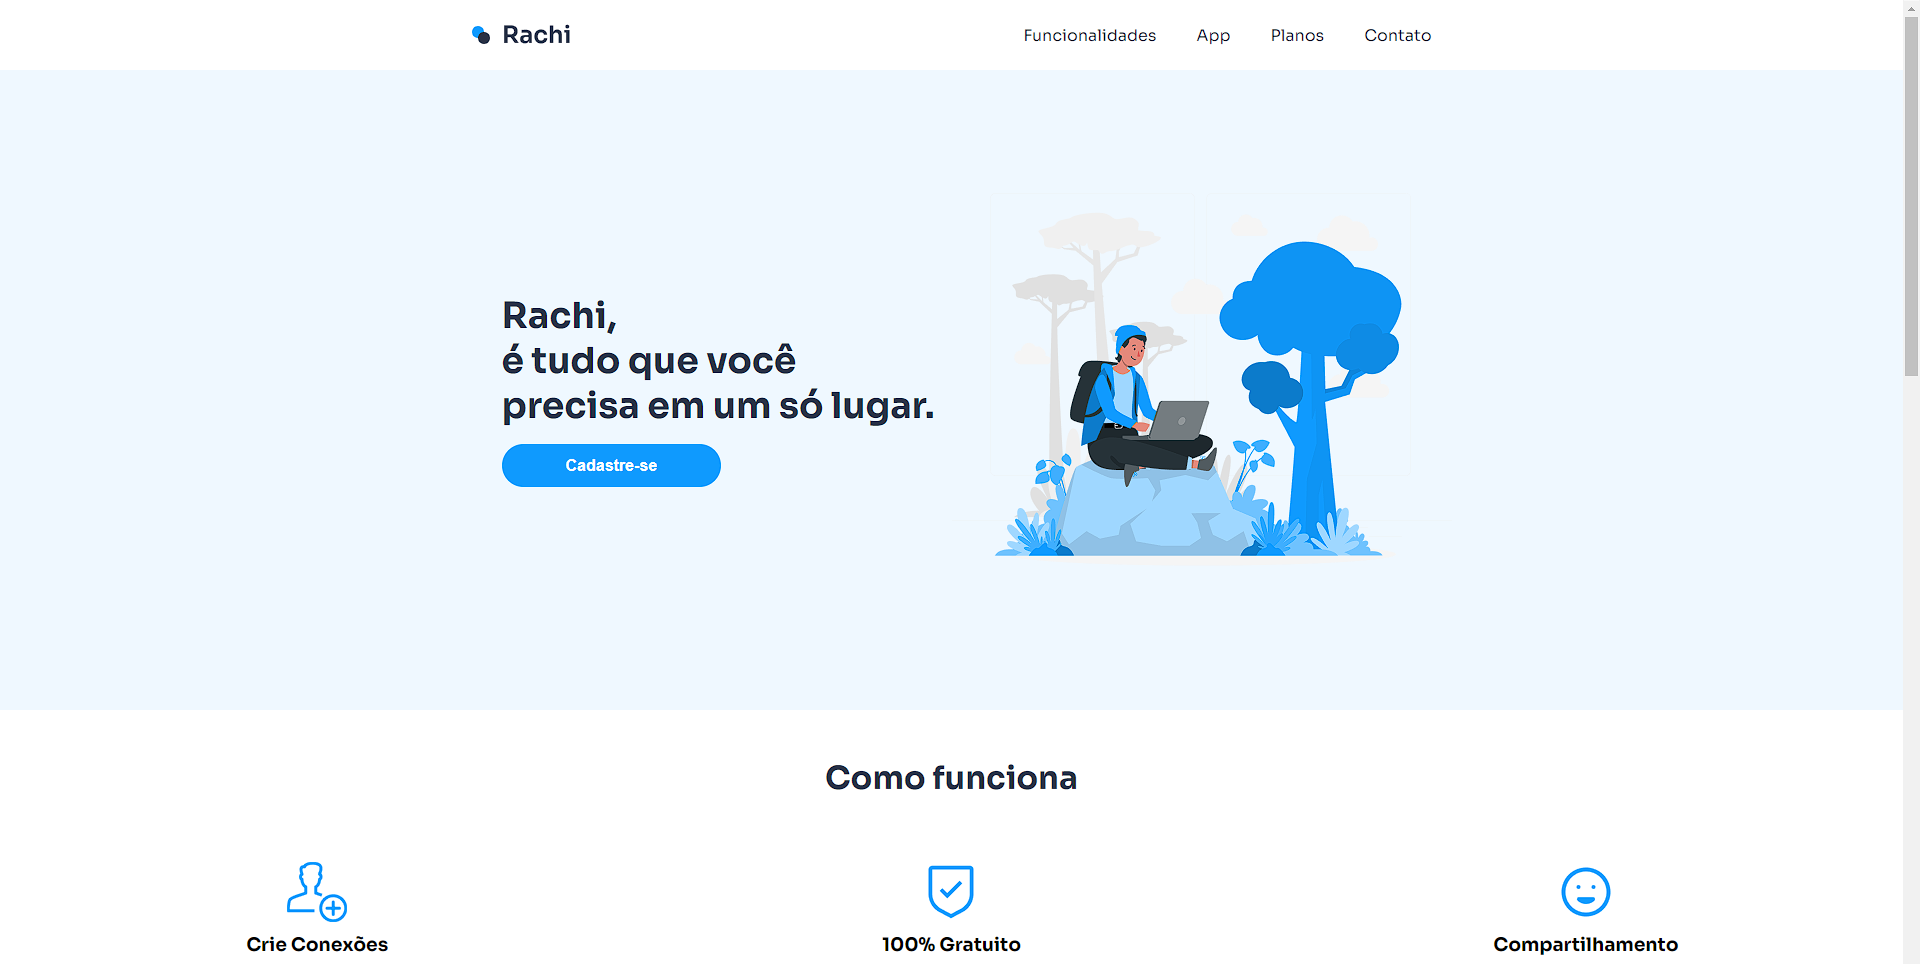 Rachi
Funcionalidades App Planos Contato
Rachi,
é tudo que você
precisa em um só lugar.
Cadastre-se
Como funciona
Crie Conexões 100% Gratuito Compartilhamento